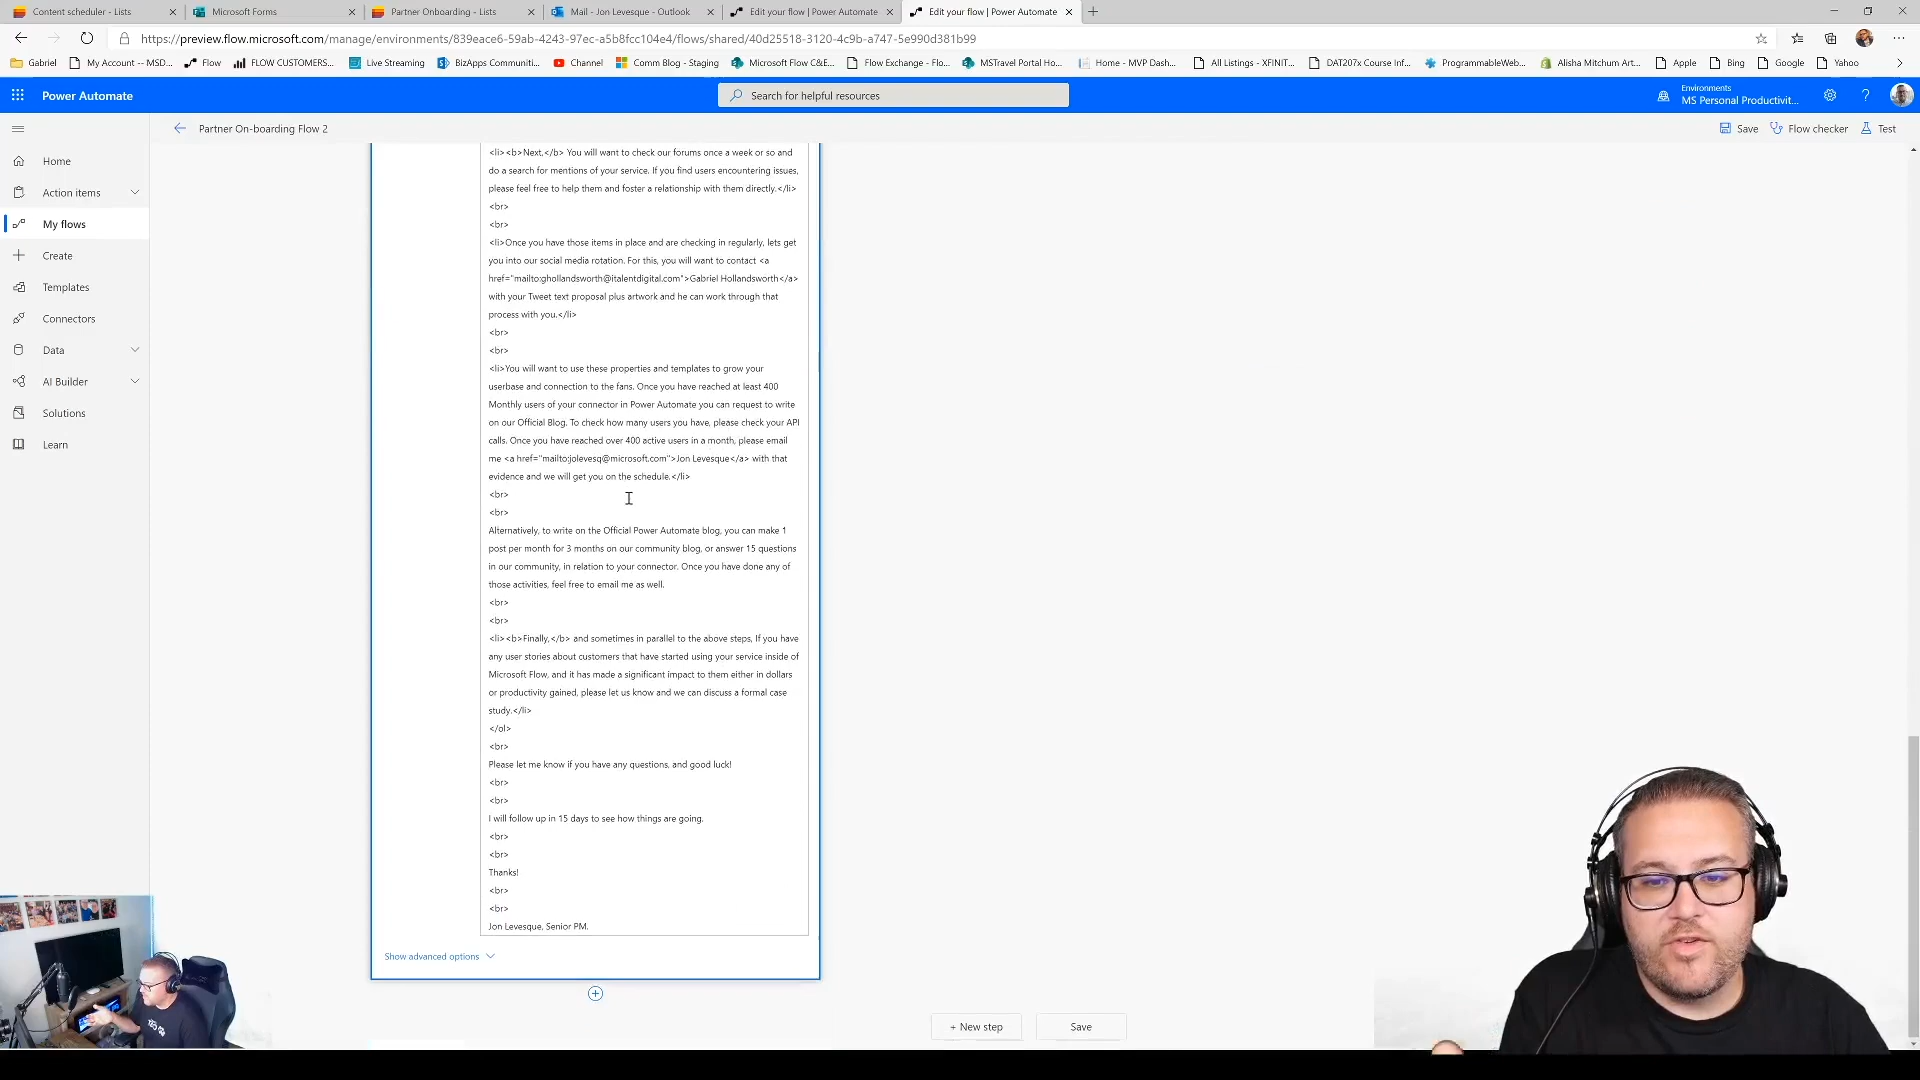 Content scheduler - Lists
Microsoft Forms
Partner Onboarding - Lists
Mail - Jon Levesque - Outlook
Edit your flow | Power Automate
Edit your flow | Power Automate
https://preview.flow.microsoft.com/manage/environments/839eace6-59ab-4243-97ec-a5b8fcc104e4/flows/shared/40d25518-3120-4c9b-a747-5e990d381b99
Gabriel
My Account -- MSD...
Flow
FLOW CUSTOMERS...
Live Streaming
BizApps Communiti...
Channel
Comm Blog - Staging
Microsoft Flow C&E...
Flow Exchange - Flo...
MSTravel Portal Ho...
Home - MVP Dash...
All Listings - XFINIT...
DAT207x Course Inf...
ProgrammableWeb...
Alisha Mitchum Art...
Apple
Bing
Google
Yahoo
Power Automate
Search for helpful resources
Environments
MS Personal Productivit...
Partner On-boarding Flow 2
Save
Flow checker
Test
Home
Action items
My flows
Create
Templates
Connectors
Data
AI Builder
Solutions
Learn
<li><b>Next,</b> You will want to check our forums once a week or so and
do a search for mentions of your service. If you find users encountering issues,
please feel free to help them and foster a relationship with them directly.</li>
<br>
<br>
<li>Once you have those items in place and are checking in regularly, lets get
you into our social media rotation. For this, you will want to contact <a
href="mailto:ghollandsworth@italentdigital.com">Gabriel Hollandsworth</a>
with your Tweet text proposal plus artwork and he can work through that
process with you.</li>
<br>
<br>
<li>You will want to use these properties and templates to grow your
userbase and connection to the fans. Once you have reached at least 400
Monthly users of your connector in Power Automate you can request to write
on our Official Blog. To check how many users you have, please check your API
calls. Once you have reached over 400 active users in a month, please email
me <a href="mailto:jolevesq@microsoft.com">Jon Levesque</a> with that
evidence and we will get you on the schedule.</li>
<br>
<br>
Alternatively, to write on the Official Power Automate blog, you can make 1
post per month for 3 months on our community blog, or answer 15 questions
in our community, in relation to your connector. Once you have done any of
those activities, feel free to email me as well.
<br>
<br>
<li><b>Finally,</b> and sometimes in parallel to the above steps, If you have
any user stories about customers that have started using your service inside of
Microsoft Flow, and it has made a significant impact to them either in dollars
or productivity gained, please let us know and we can discuss a formal case
study.</li>
</ol>
<br>
Please let me know if you have any questions, and good luck!
<br>
<br>
I will follow up in 15 days to see how things are going.
<br>
<br>
Thanks!
<br>
<br>
Jon Levesque, Senior PM.
Show advanced options
+ New step
Save